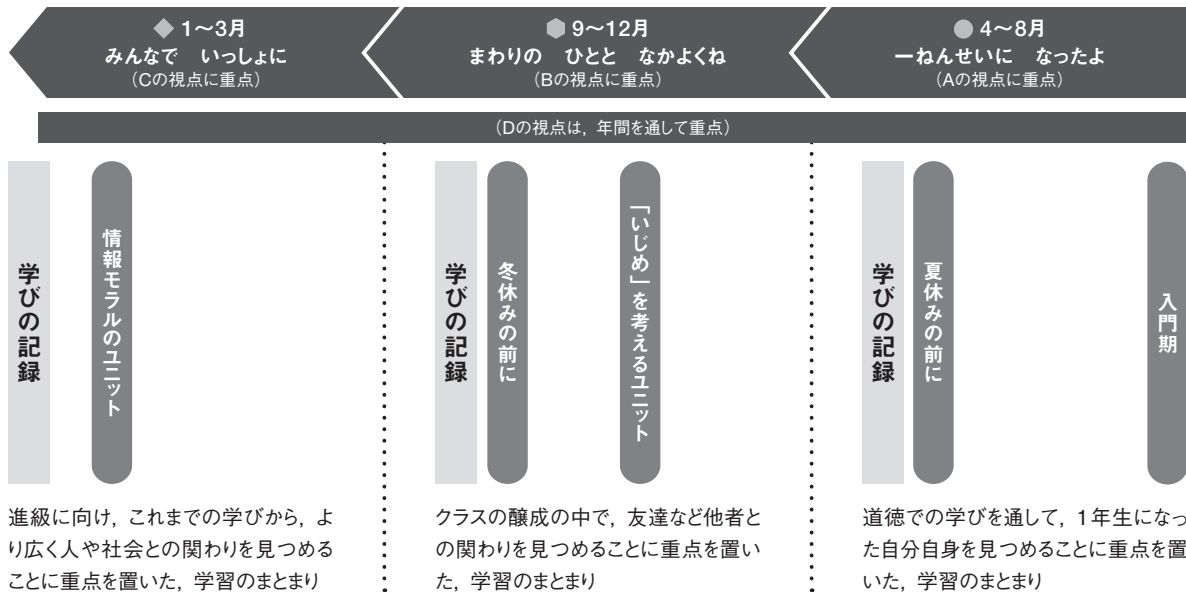 1～3月
みんなで いっしょに
（Cの視点に重点）
9～12月
まわりの ひとと なかよくね
（Bの視点に重点）
4～8月
一ねんせいに なったよ
（Aの視点に重点）
（Dの視点は，年間を通して重点）
学びの記録
情報モラルのユニット
学びの記録
冬休みの前に
「いじめ」を考えるユニット
学びの記録
夏休みの前に
入門期
進級に向け，これまでの学びから，よ
り広く人や社会との関わりを見つめる
ことに重点を置いた，学習のまとまり
クラスの醸成の中で，友達など他者と
の関わりを見つめることに重点を置い
た，学習のまとまり
道徳での学びを通して，1年生になっ
た自分自身を見つめることに重点を置
いた，学習のまとまり